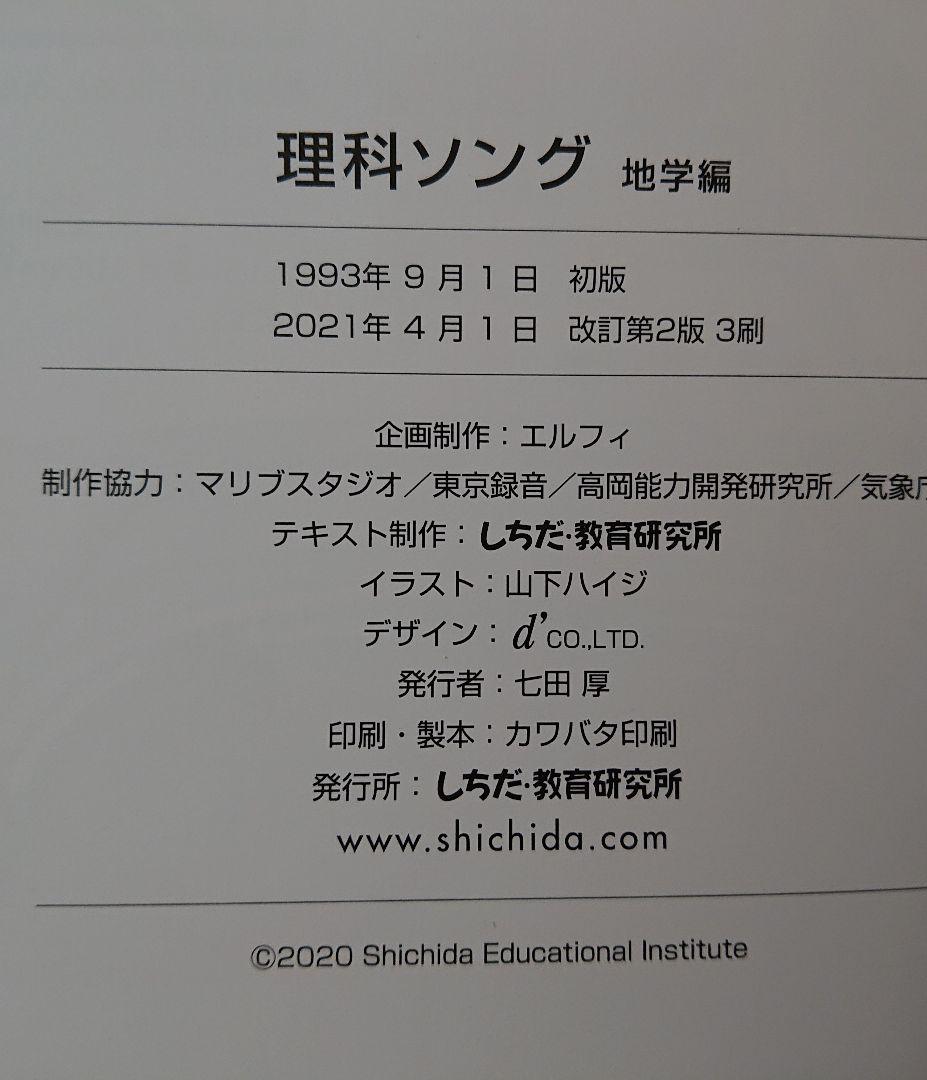 理科ソング 地学編
1993年 9 月 1 日 初版
2021年 4 月 1 日 改訂第2版 3刷
企画制作：エルフィ
制作協力：マリブスタジオ／東京録音／高岡能力開発研究所／気象庁
テキスト制作：しちだ・教育研究所
イラスト：山下ハイジ
デザイン：d’CO.,LTD.
発行者：七田 厚
印刷・製本：カワバタ印刷
発行所：しちだ・教育研究所
www.shichida.com
©2020 Shichida Educational Institute